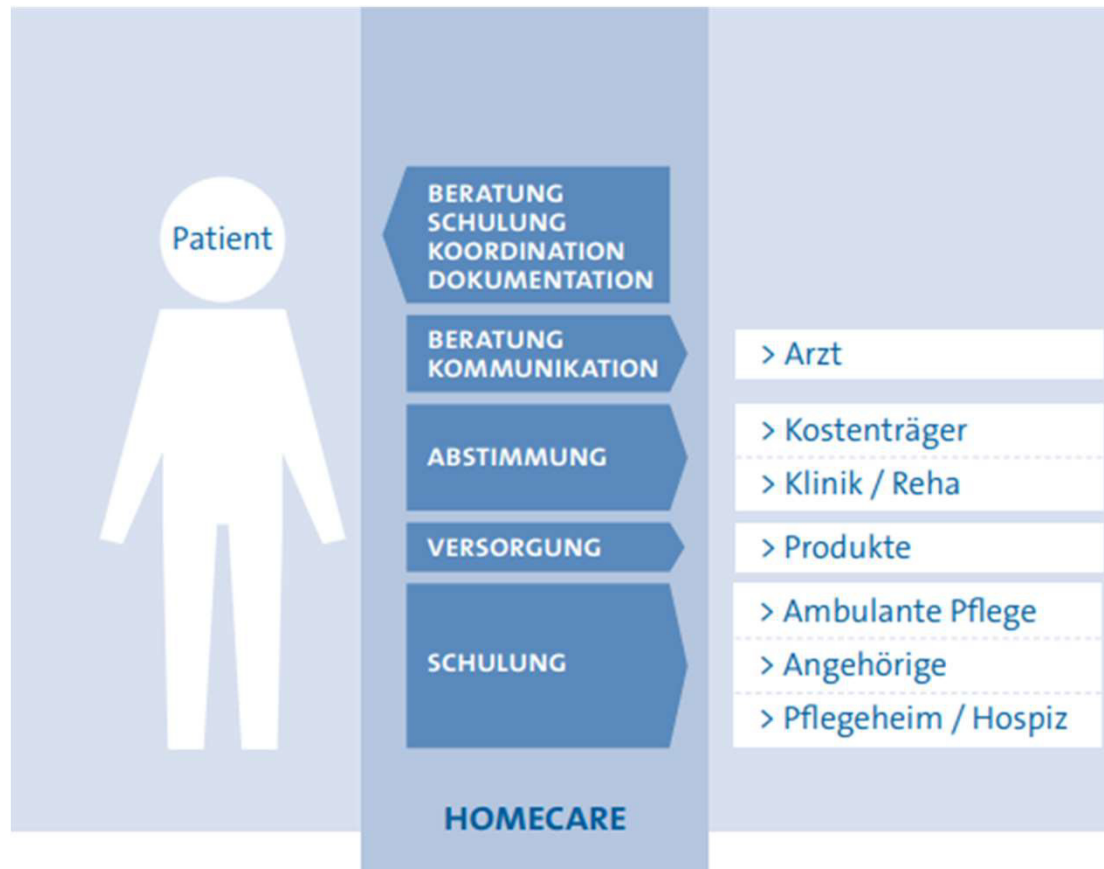 Patient
BERATUNG
SCHULUNG
KOORDINATION
DOKUMENTATION
BERATUNG
KOMMUNIKATION
> Arzt
ABSTIMMUNG
> Kostenträger
> Klinik / Reha
VERSORGUNG
> Produkte
SCHULUNG
> Ambulante Pflege
> Angehörige
> Pflegeheim / Hospiz
HOMECARE